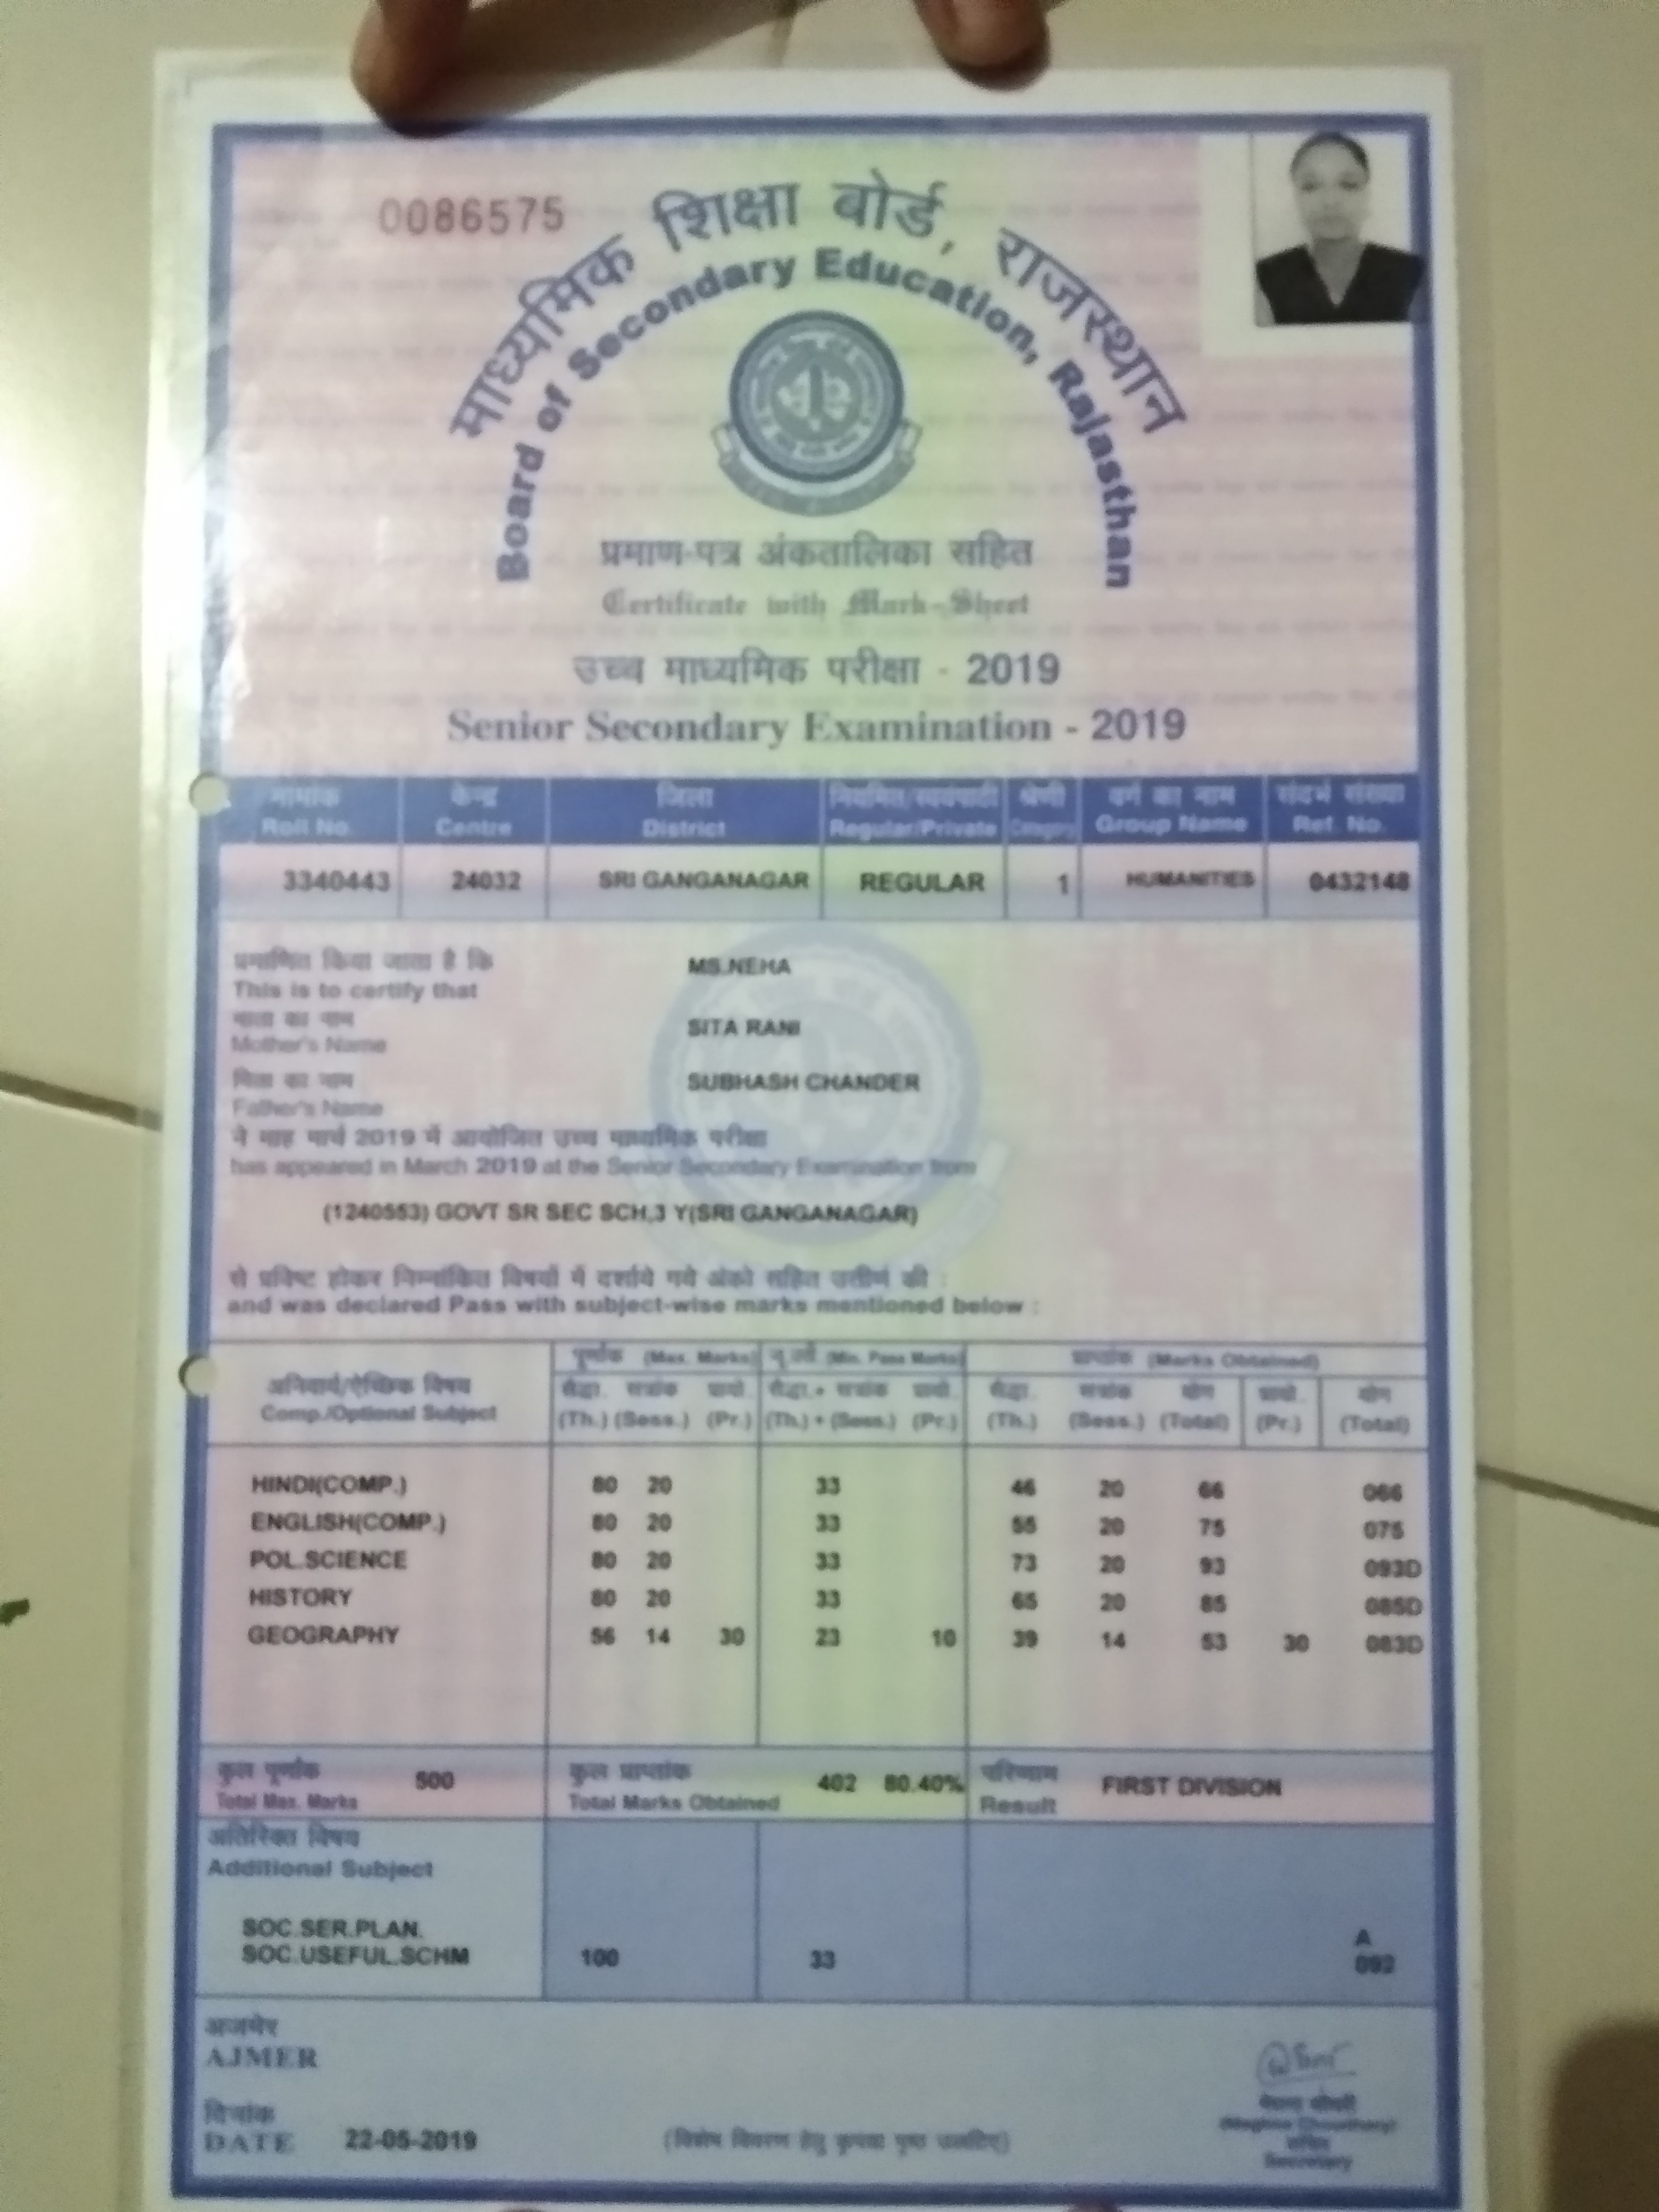 0086575
माध्यमिक शिक्षा बोर्ड, राजस्थान
Board of Secondary Education, Rajasthan
प्रमाण-पत्र अंकतालिका सहित
Certificate with Mark-Sheet
उच्च माध्यमिक परीक्षा - 2019
Senior Secondary Examination - 2019
नामांक केन्द्र जिला नियमित/स्वयंपाठी श्रेणी वर्ग का नाम संदर्भ संख्या
Roll No. Centre District Regular/Private Category Group Name Ref. No.
3340443 24032 SRI GANGANAGAR REGULAR 1 HUMANITIES 0432148
प्रमाणित किया जाता है कि MS.NEHA
This is to certify that
माता का नाम SITA RANI
Mother's Name
पिता का नाम SUBHASH CHANDER
Father's Name
ने माह मार्च 2019 में आयोजित उच्च माध्यमिक परीक्षा
has appeared in March 2019 at the Senior Secondary Examination from
(1240553) GOVT SR SEC SCH,3 Y(SRI GANGANAGAR)
से प्रविष्ट होकर निम्नांकित विषयों में दर्शाये गये अंको सहित उत्तीर्ण की :
and was declared Pass with subject-wise marks mentioned below :
पूर्णांक (Max. Marks) (Min. Pass Marks) प्राप्तांक (Marks Obtained)
अनिवार्य/ऐच्छिक विषय सैद्धा. सत्रांक प्रायो. सैद्धा.+ सत्रांक प्रायो. सैद्धा. सत्रांक योग प्रायो. योग
Comp./Optional Subject (Th.) (Sess.) (Pr.) (Th.) + (Sess.) (Pr.) (Th.) (Sess.) (Total) (Pr.) (Total)
HINDI(COMP.) 80 20 33 46 20 66 066
ENGLISH(COMP.) 80 20 33 55 20 75 075
POL.SCIENCE 80 20 33 73 20 93 093D
HISTORY 80 20 33 65 20 85 085D
GEOGRAPHY 56 14 30 23 10 39 14 53 30 083D
कुल पूर्णांक 500 कुल प्राप्तांक 402 80.40% परिणाम FIRST DIVISION
Total Max. Marks Total Marks Obtained Result
अतिरिक्त विषय
Additional Subject
SOC.SER.PLAN. A
SOC.USEFUL.SCHM 100 33 092
अजमेर
AJMER
दिनांक
DATE 22-05-2019
(विशेष विवरण हेतु कृपया पृष्ठ उलटिए)
(Meghna Choudhary)
सचिव
Secretary